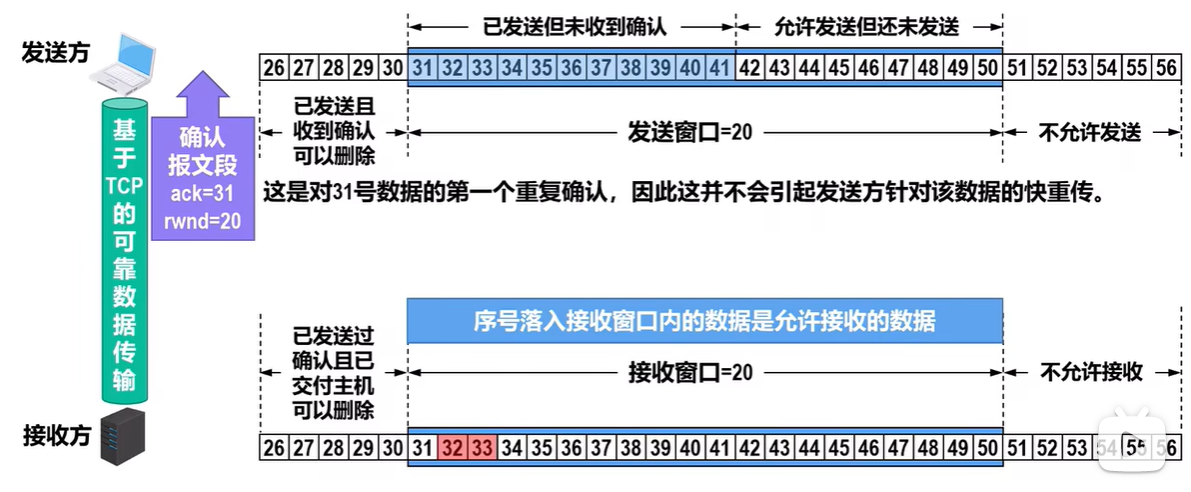 已发送但未收到确认
允许发送但还未发送
发送方
26 27 28 29 30 31 32 33 34 35 36 37 38 39 40 41 42 43 44 45 46 47 48 49 50 51 52 53 54 55 56
已发送且
收到确认
可以删除
发送窗口=20
不允许发送
基于TCP的可靠数据传输
确认
报文段
ack=31
rwnd=20
这是对31号数据的第一个重复确认，因此这并不会引起发送方针对该数据的快重传。
序号落入接收窗口内的数据是允许接收的数据
已发送过
确认且已
交付主机
可以删除
接收窗口=20
不允许接收
接收方
26 27 28 29 30 31 32 33 34 35 36 37 38 39 40 41 42 43 44 45 46 47 48 49 50 51 52 53 54 55 56